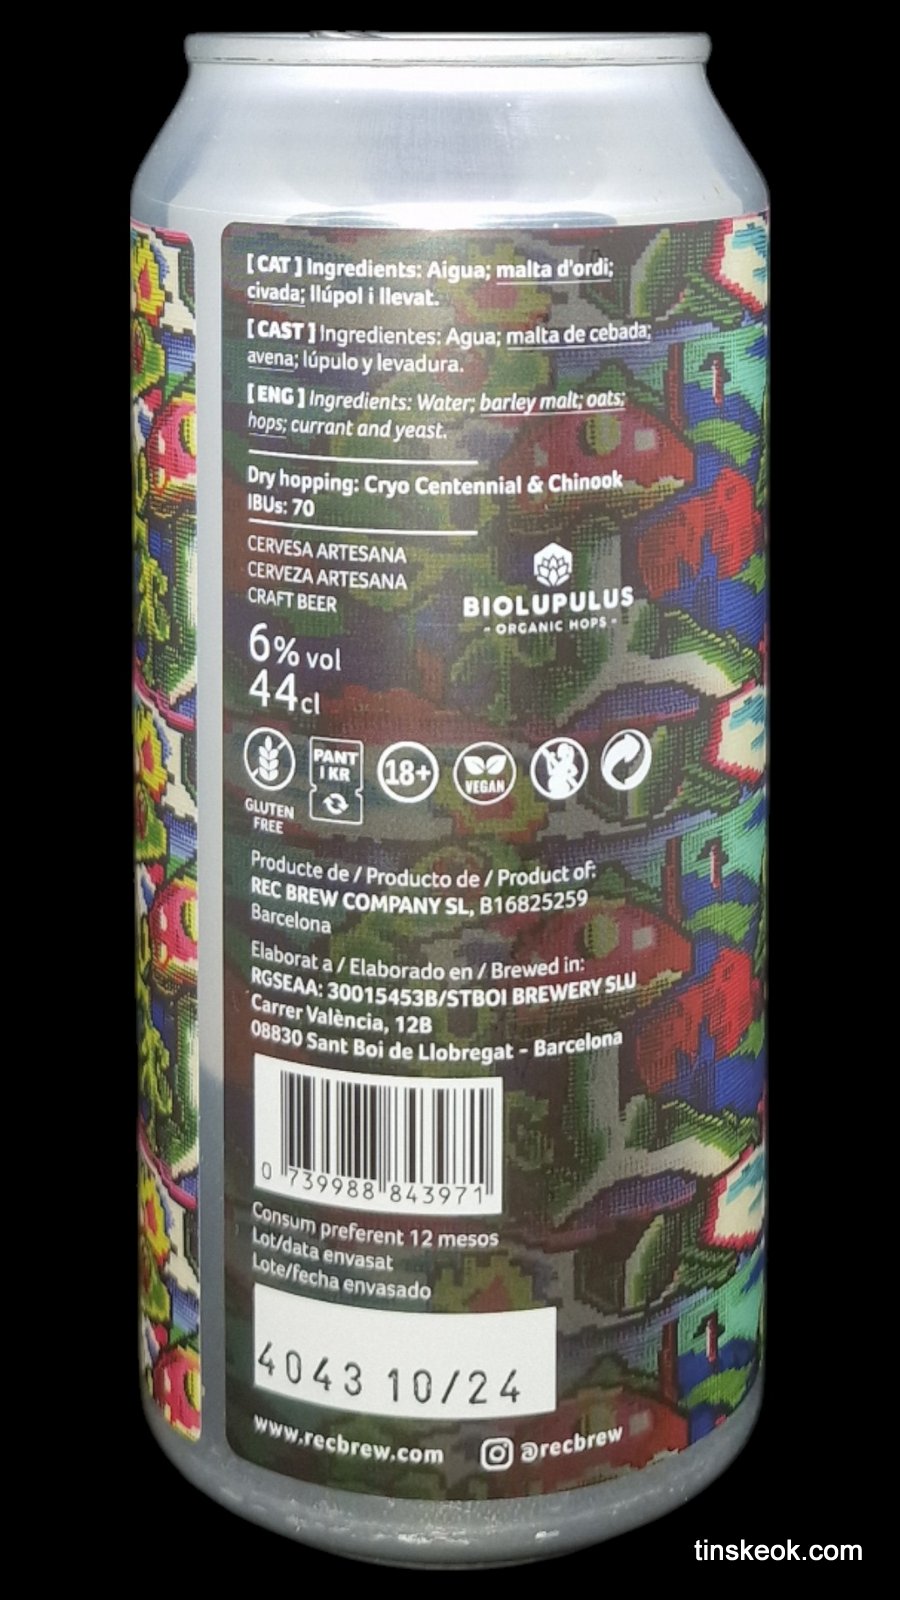 [ CAT ] Ingredients: Aigua; malta d'ordi;
civada; llúpol i llevat.
[ CAST ] Ingredientes: Agua; malta de cebada;
avena; lúpulo y levadura.
[ ENG ] Ingredients: Water; barley malt; oats;
hops; currant and yeast.
Dry hopping: Cryo Centennial & Chinook
IBUs: 70
CERVESA ARTESANA
CERVEZA ARTESANA
CRAFT BEER
BIOLUPULUS
- ORGANIC HOPS -
6% vol
44cl
GLUTEN
FREE
PANT
1 KR
18+
VEGAN
Producte de / Producto de / Product of:
REC BREW COMPANY SL, B16825259
Barcelona
Elaborat a / Elaborado en / Brewed in:
RGSEAA: 30015453B/STBOI BREWERY SLU
Carrer València, 12B
08830 Sant Boi de Llobregat - Barcelona
0 739988 843971
Consum preferent 12 mesos
Lot/data envasat
Lote/fecha envasado
4043 10/24
www.recbrew.com @recbrew
tinskeok.com